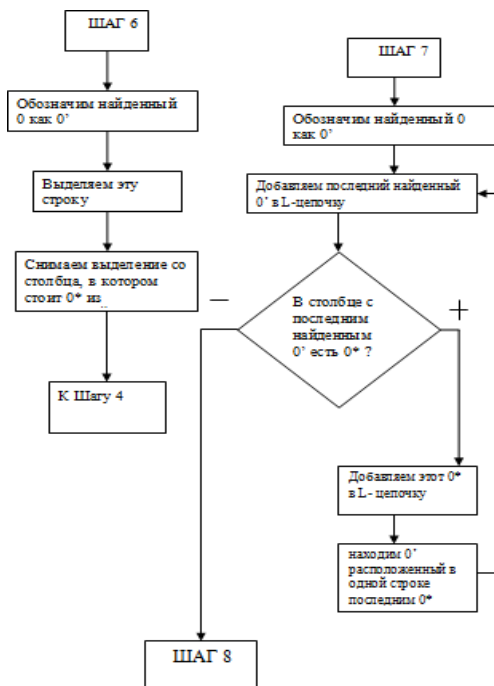 ШАГ 6
Обозначим найденный
0 как 0’
Выделяем эту
строку
Снимаем выделение со
столбца, в котором
стоит 0* из
К Шагу 4
ШАГ 7
Обозначим найденный 0
как 0’
Добавляем последний найденный
0’ в L-цепочку
В столбце с
последним
найденным
0’ есть 0* ?
—
+
Добавляем этот 0*
в L- цепочку
находим 0’
расположенный в
одной строке
последним 0*
ШАГ 8